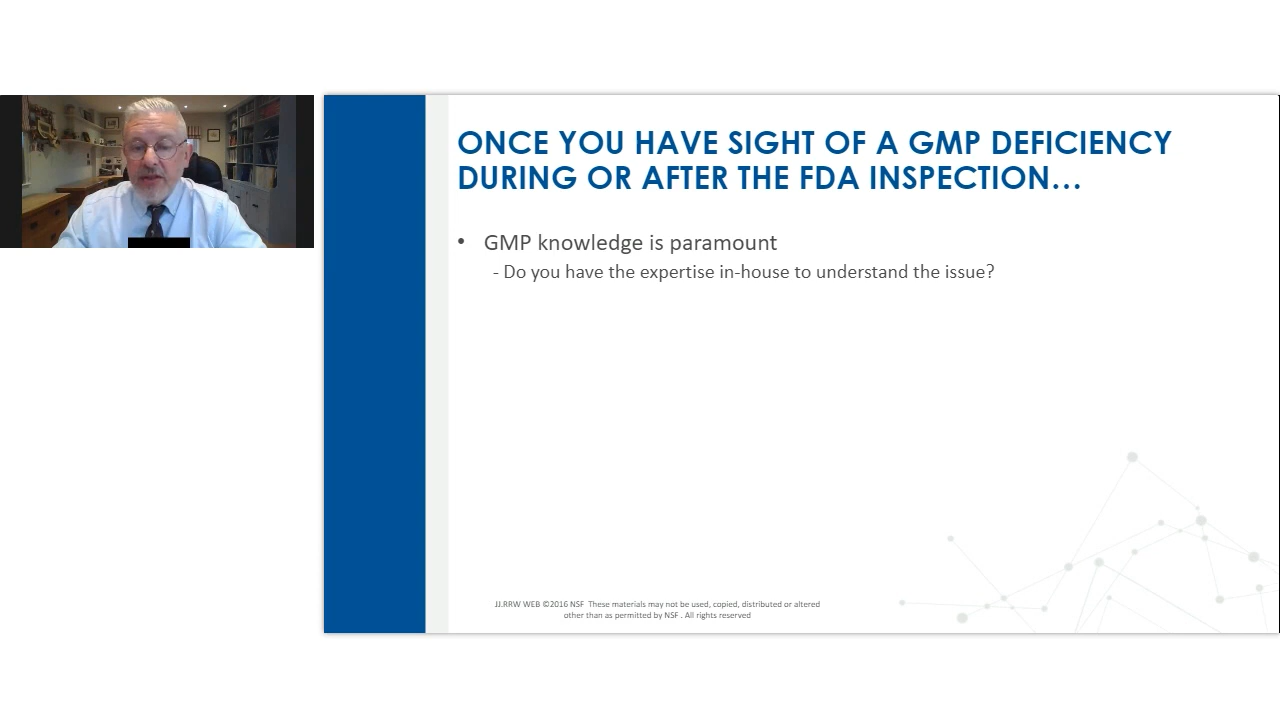 ONCE YOU HAVE SIGHT OF A GMP DEFICIENCY
DURING OR AFTER THE FDA INSPECTION…
• GMP knowledge is paramount
- Do you have the expertise in-house to understand the issue?
JJ.RRW WEB ©2016 NSF These materials may not be used, copied, distributed or altered
other than as permitted by NSF . All rights reserved